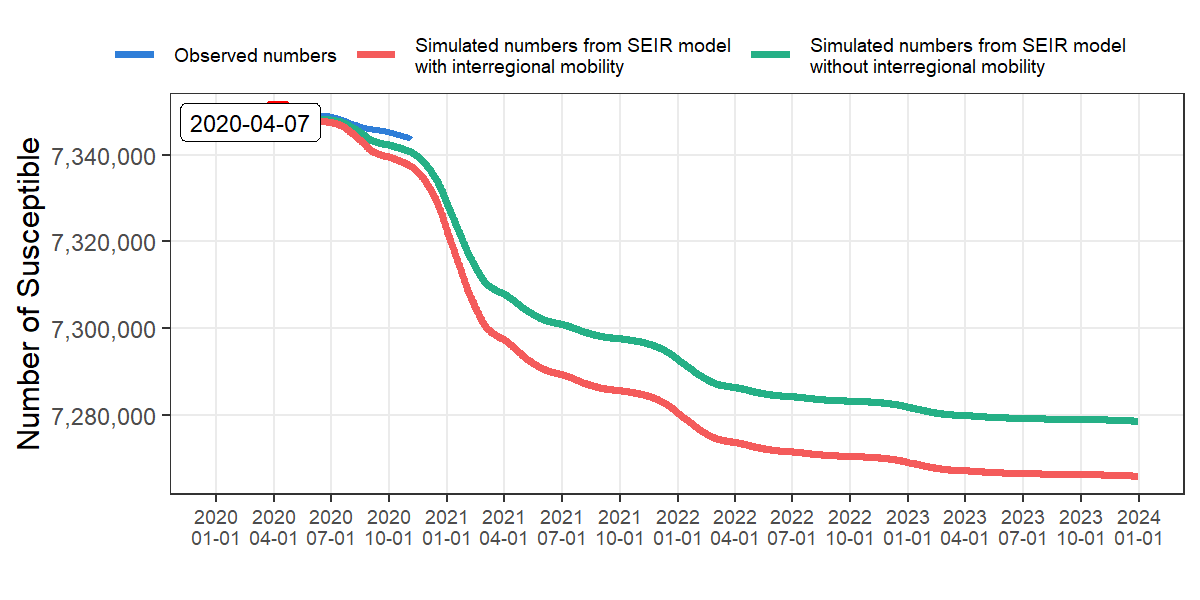 Observed numbers
Simulated numbers from SEIR model
with interregional mobility
Simulated numbers from SEIR model
without interregional mobility
2020-04-07
Number of Susceptible
7,340,000
7,320,000
7,300,000
7,280,000
2020 2020 2020 2020 2021 2021 2021 2021 2022 2022 2022 2022 2023 2023 2023 2023 2024
01-01 04-01 07-01 10-01 01-01 04-01 07-01 10-01 01-01 04-01 07-01 10-01 01-01 04-01 07-01 10-01 01-01